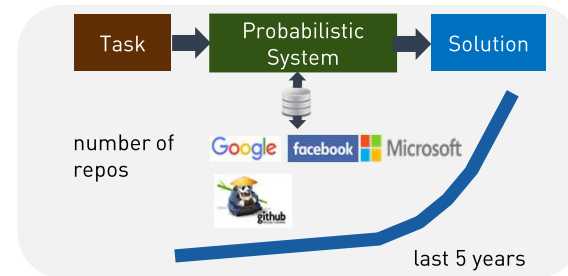 Task
Probabilistic
System
Solution
number of
repos
Google
facebook
Microsoft
github
last 5 years